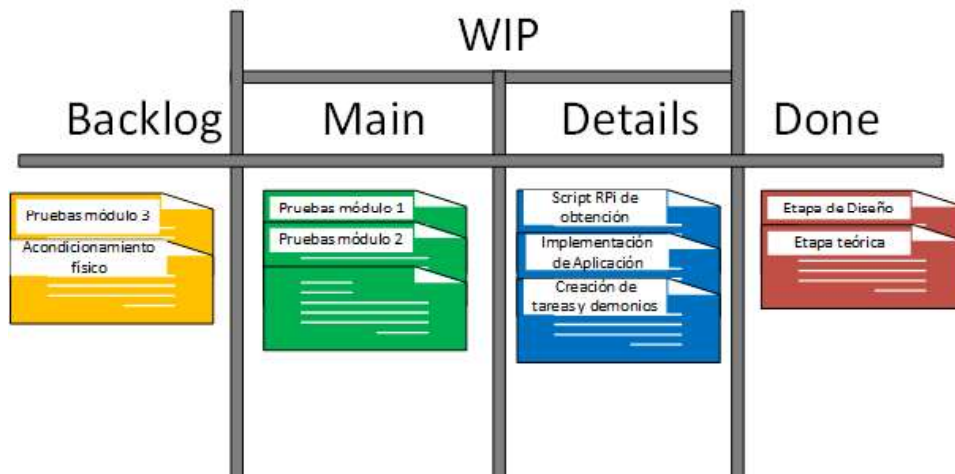 WIP
Backlog
Main
Details
Done
Pruebas módulo 3
Acondicionamiento
físico
Pruebas módulo 1
Pruebas módulo 2
Script RPi de
obtención
Implementación
de Aplicación
Creación de
tareas y demonios
Etapa de Diseño
Etapa teórica